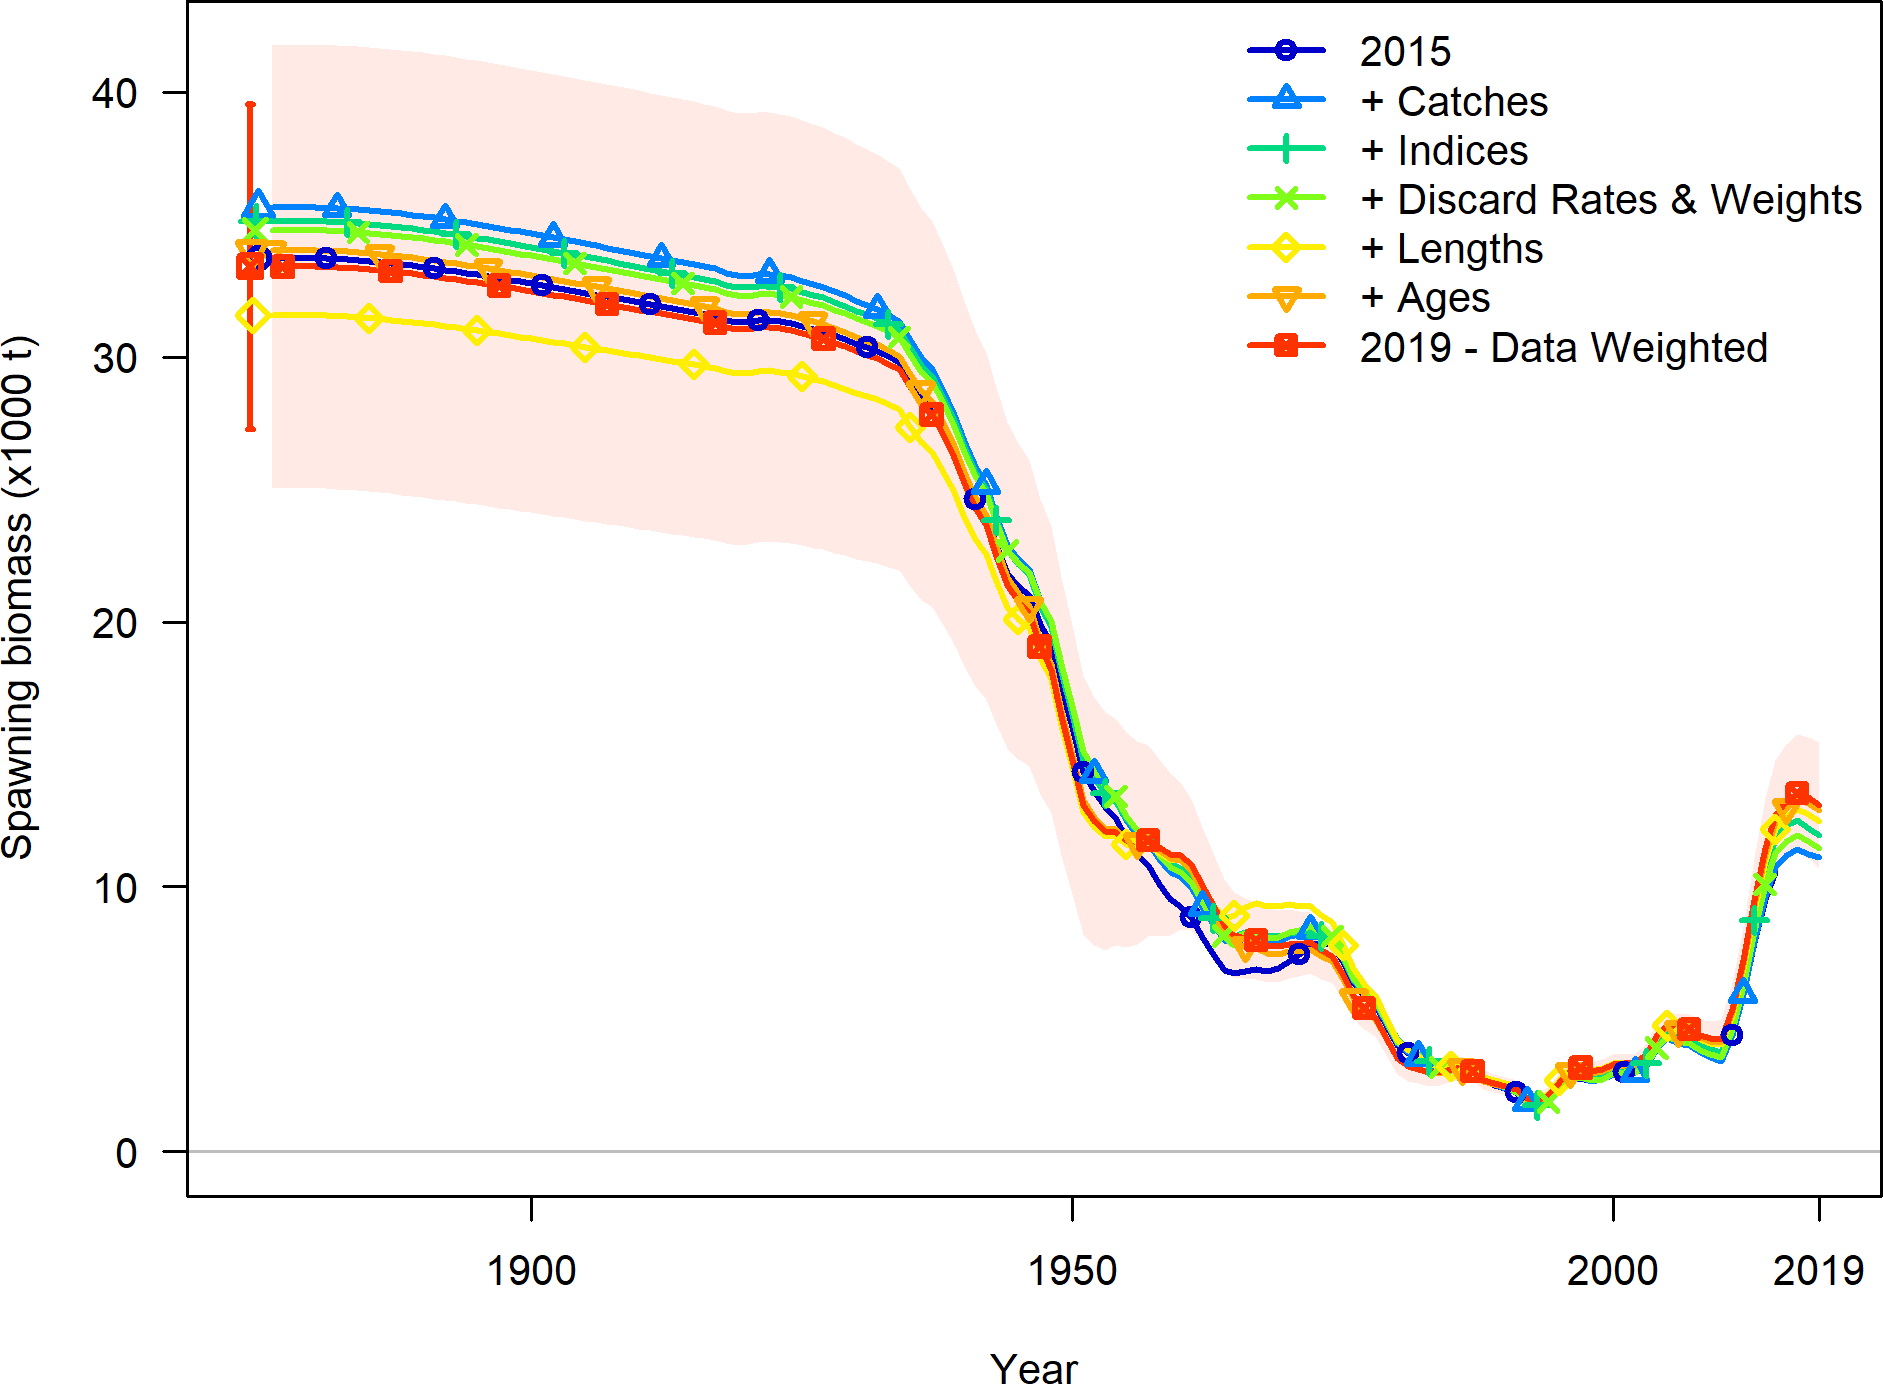 2015
+ Catches
+ Indices
+ Discard Rates & Weights
+ Lengths
+ Ages
2019 - Data Weighted
Spawning biomass (x1000 t)
40
30
20
10
0
1900
1950
2000
2019
Year